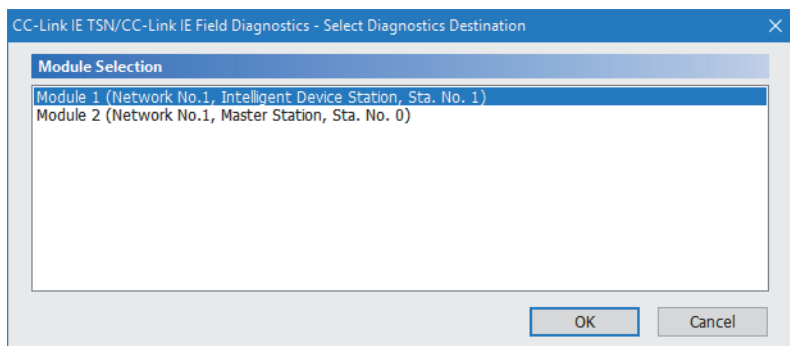 CC-Link IE TSN/CC-Link IE Field Diagnostics - Select Diagnostics Destination
Module Selection
Module 1 (Network No.1, Intelligent Device Station, Sta. No. 1)
Module 2 (Network No.1, Master Station, Sta. No. 0)
OK Cancel